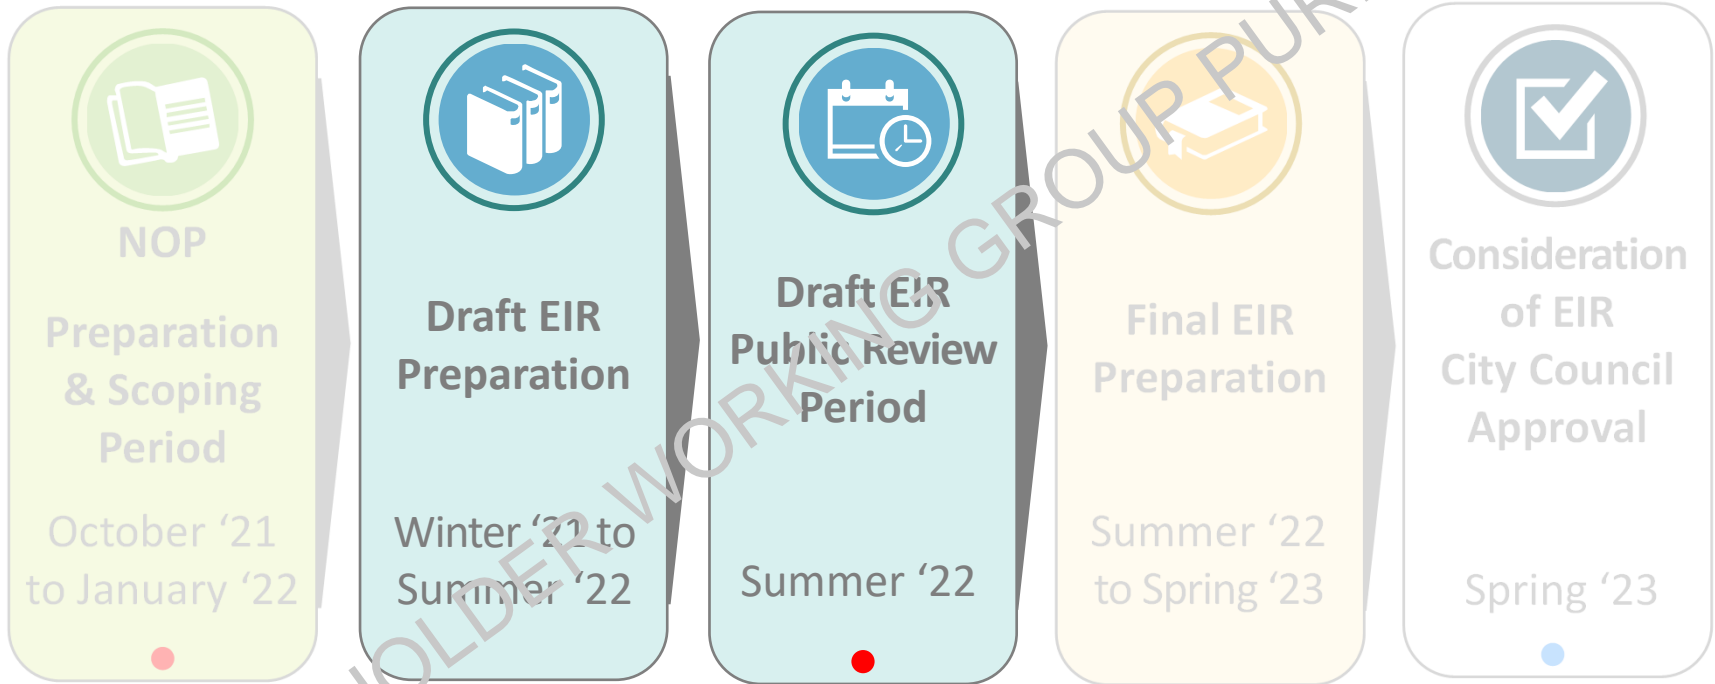 NOP
Preparation
& Scoping
Period
October ‘21
to January ‘22
Draft EIR
Preparation
Winter ‘21 to
Summer ‘22
Draft EIR
Public Review
Period
Summer ‘22
Final EIR
Preparation
Summer ‘22
to Spring ‘23
Consideration
of EIR
City Council
Approval
Spring ‘23
WORKING GROUP